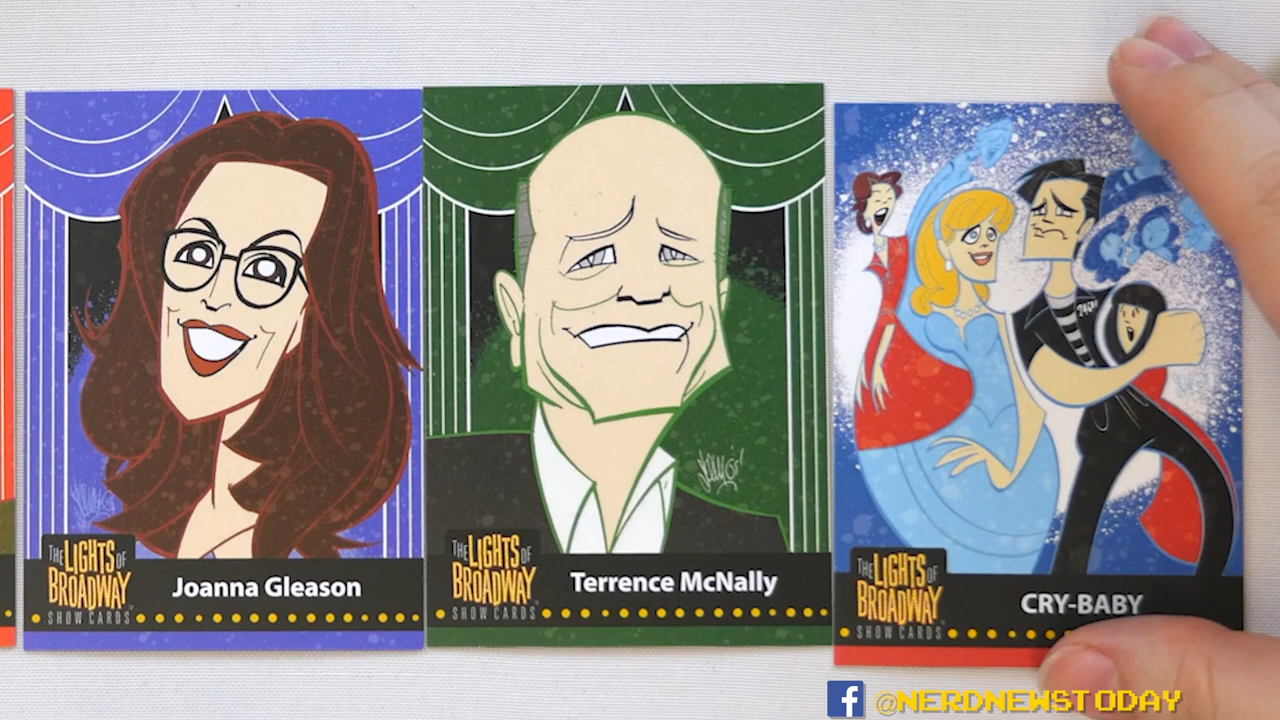 THE LIGHTS OF
BROADWAY
SHOW CARDS
Joanna Gleason
THE LIGHTS OF
BROADWAY
SHOW CARDS
Terrence McNally
THE LIGHTS OF
BROADWAY
SHOW CARDS
CRY-BABY
@NERDNEWSTODAY